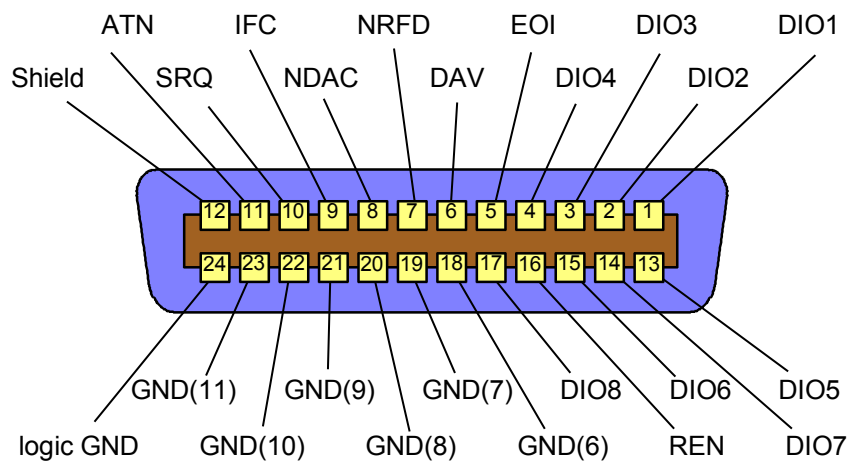 ATN IFC NRFD EOI DIO3 DIO1
Shield SRQ NDAC DAV DIO4 DIO2
12 11 10 9 8 7 6 5 4 3 2 1
24 23 22 21 20 19 18 17 16 15 14 13
GND(11) GND(9) GND(7) DIO8 DIO6 DIO5
logic GND GND(10) GND(8) GND(6) REN DIO7